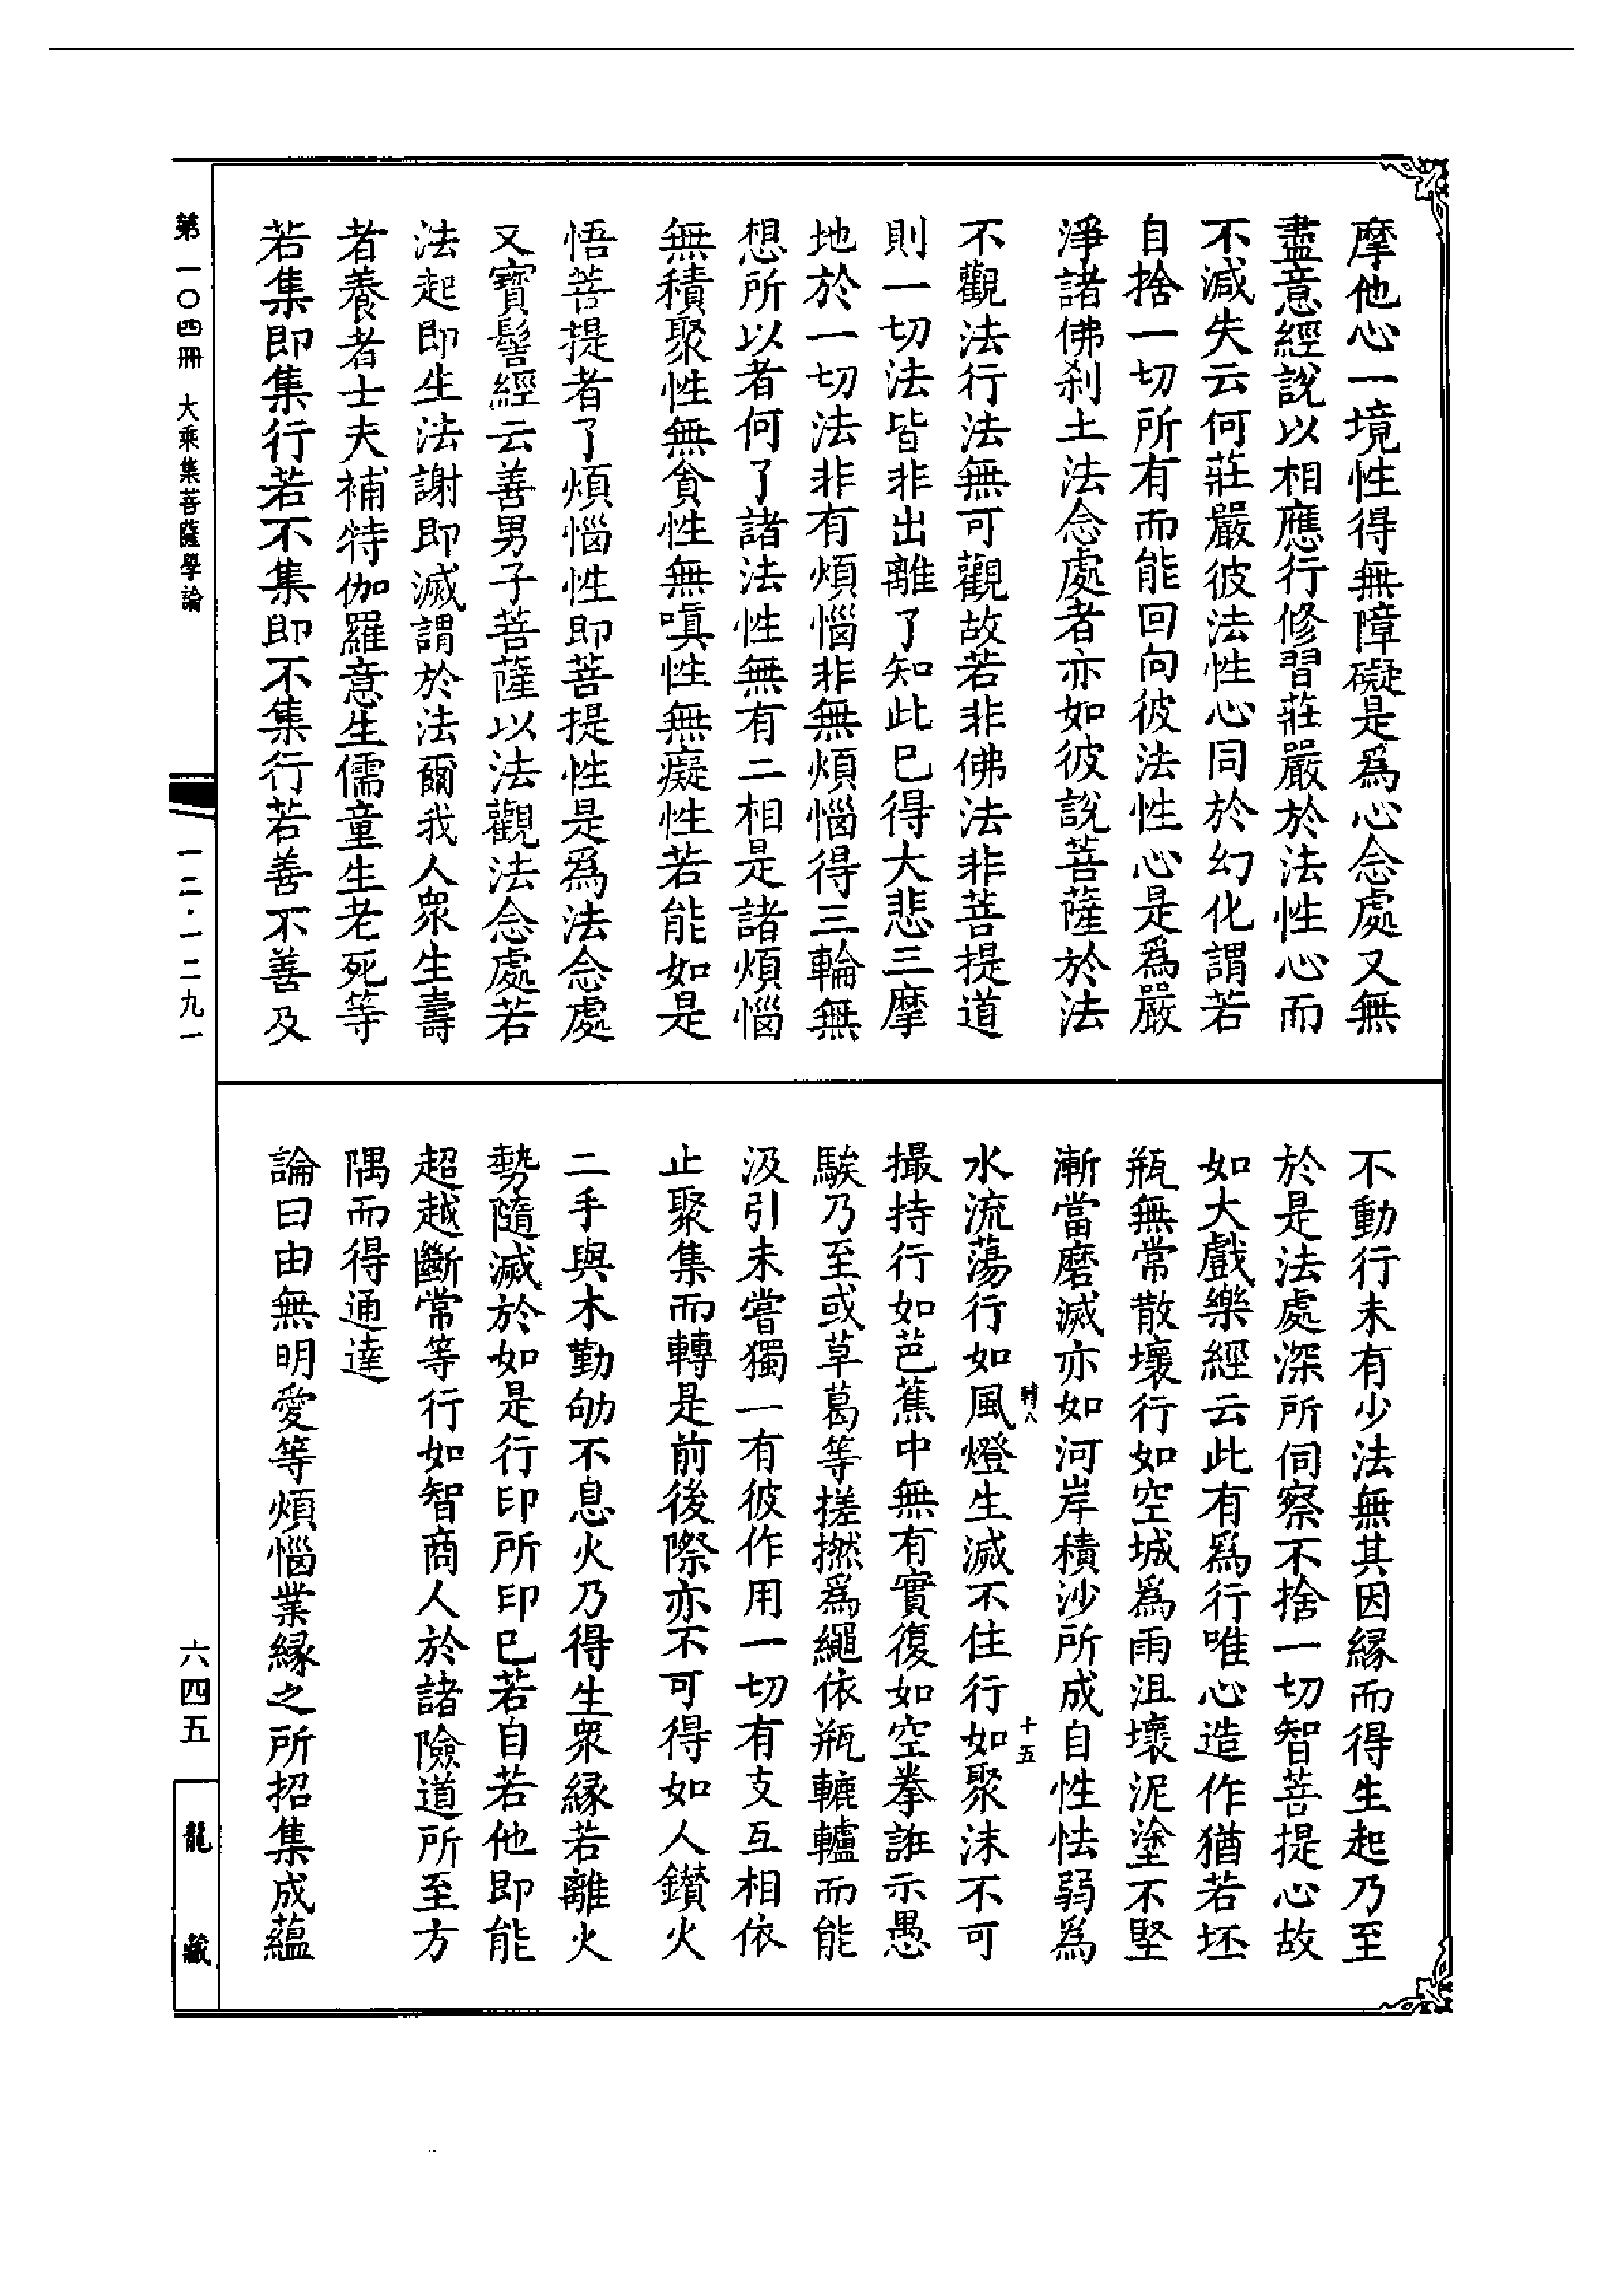 摩他心一境性得無障礙是爲心念處又無
盡意經說以相應行修習莊嚴於法性心而
不減失云何莊嚴彼法性心同於幻化謂若
自捨一切所有而能回向彼法性心是爲嚴
淨諸佛刹土法念處者亦如彼說菩薩於法
不觀法行法無可觀故若非佛法非菩提道
則一切法皆非出離了知此已得大悲三摩
地於一切法非有煩惱非無煩惱得三輪無
想所以者何了諸法性無有二相是諸煩惱
無積聚性無貪性無嗔性無癡性若能如是
悟菩提者了煩惱性即菩提性是爲法念處
又寶髻經云善男子菩薩以法觀法念處若
法起即生法謝即滅謂於法爾我人衆生壽
者養者士夫補特伽羅意生儒童生老死等
若集即集行若不集即不集行若善不善及
不動行未有少法無其因緣而得生起乃至
於是法處深所伺察不捨一切智菩提心故
如大戲樂經云此有爲行唯心造作猶若坯
瓶無常散壞行如空城爲雨沮壞泥塗不堅
漸當磨滅亦如河岸積沙所成自性怯弱爲
轉八 十五
水流蕩行如風燈生滅不住行如聚沫不可
撮持行如芭蕉中無有實復如空拳誑示愚
騃乃至或草葛等搓撚爲繩依瓶轆轤而能
汲引未嘗獨一有彼作用一切有支互相依
止聚集而轉是前後際亦不可得如人鑚火
二手與木勤劬不息火乃得生衆緣若離火
勢隨滅於如是行印所印已若自若他即能
超越斷常等行如智商人於諸險道所至方
隅而得通達
論曰由無明愛等煩惱業緣之所招集成蘊
第一〇四冊 大乘集菩薩學論
一二·一二九一
六四五
龍藏